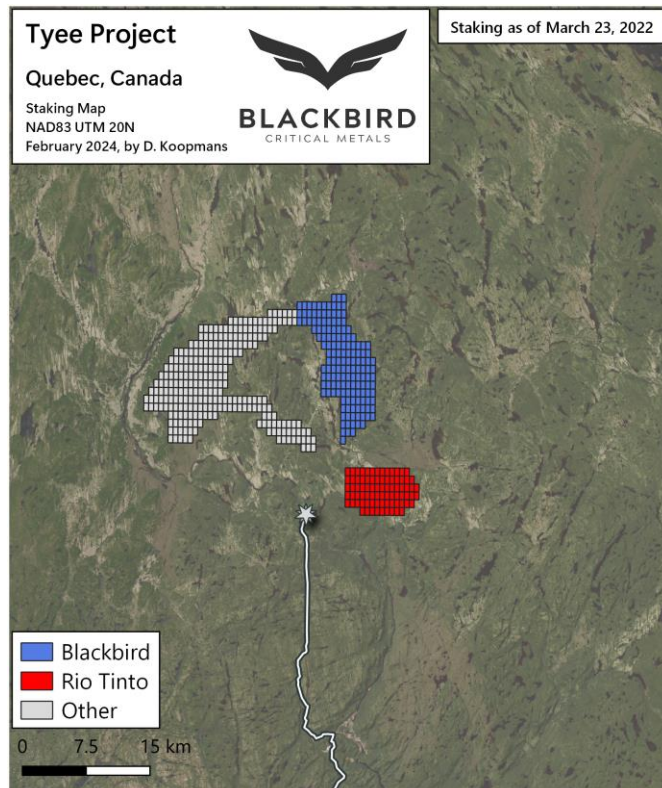 Tyee Project
Quebec, Canada
Staking Map
NAD83 UTM 20N
February 2024, by D. Koopmans
BLACKBIRD
CRITICAL METALS
Staking as of March 23, 2022
Blackbird
Rio Tinto
Other
0 7.5 15 km